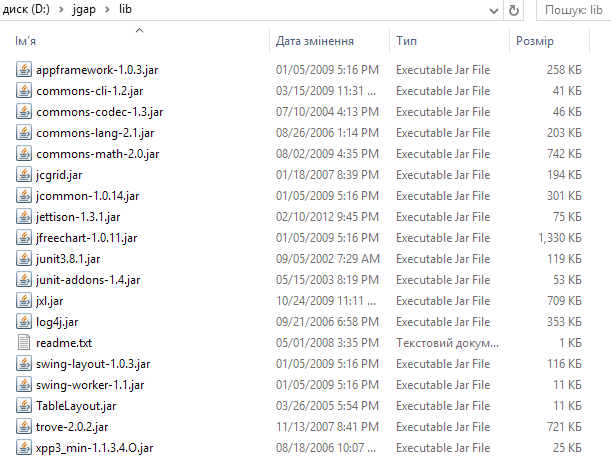 диск (D:) > jgap > lib Пошук: lib
Ім'я Дата змінення Тип Розмір
appframework-1.0.3.jar 01/05/2009 5:16 PM Executable Jar File 258 КБ
commons-cli-1.2.jar 03/15/2009 11:31 ... Executable Jar File 41 КБ
commons-codec-1.3.jar 07/10/2004 4:13 PM Executable Jar File 46 КБ
commons-lang-2.1.jar 08/26/2006 1:14 PM Executable Jar File 203 КБ
commons-math-2.0.jar 08/02/2009 4:35 PM Executable Jar File 742 КБ
jcgrid.jar 01/18/2007 8:39 PM Executable Jar File 194 КБ
jcommon-1.0.14.jar 01/05/2009 5:16 PM Executable Jar File 301 КБ
jettison-1.3.1.jar 02/10/2012 9:45 PM Executable Jar File 75 КБ
jfreechart-1.0.11.jar 01/05/2009 5:16 PM Executable Jar File 1,330 КБ
junit3.8.1.jar 09/05/2002 7:29 AM Executable Jar File 119 КБ
junit-addons-1.4.jar 05/15/2003 8:19 PM Executable Jar File 53 КБ
jxl.jar 10/24/2009 11:11 ... Executable Jar File 709 КБ
log4j.jar 09/21/2006 6:58 PM Executable Jar File 353 КБ
readme.txt 05/01/2008 3:35 PM Текстовий докум... 1 КБ
swing-layout-1.0.3.jar 01/05/2009 5:16 PM Executable Jar File 116 КБ
swing-worker-1.1.jar 01/05/2009 5:16 PM Executable Jar File 11 КБ
TableLayout.jar 03/26/2005 5:54 PM Executable Jar File 11 КБ
trove-2.0.2.jar 11/13/2007 8:41 PM Executable Jar File 721 КБ
xpp3_min-1.1.3.4.O.jar 08/18/2006 10:07 ... Executable Jar File 25 КБ